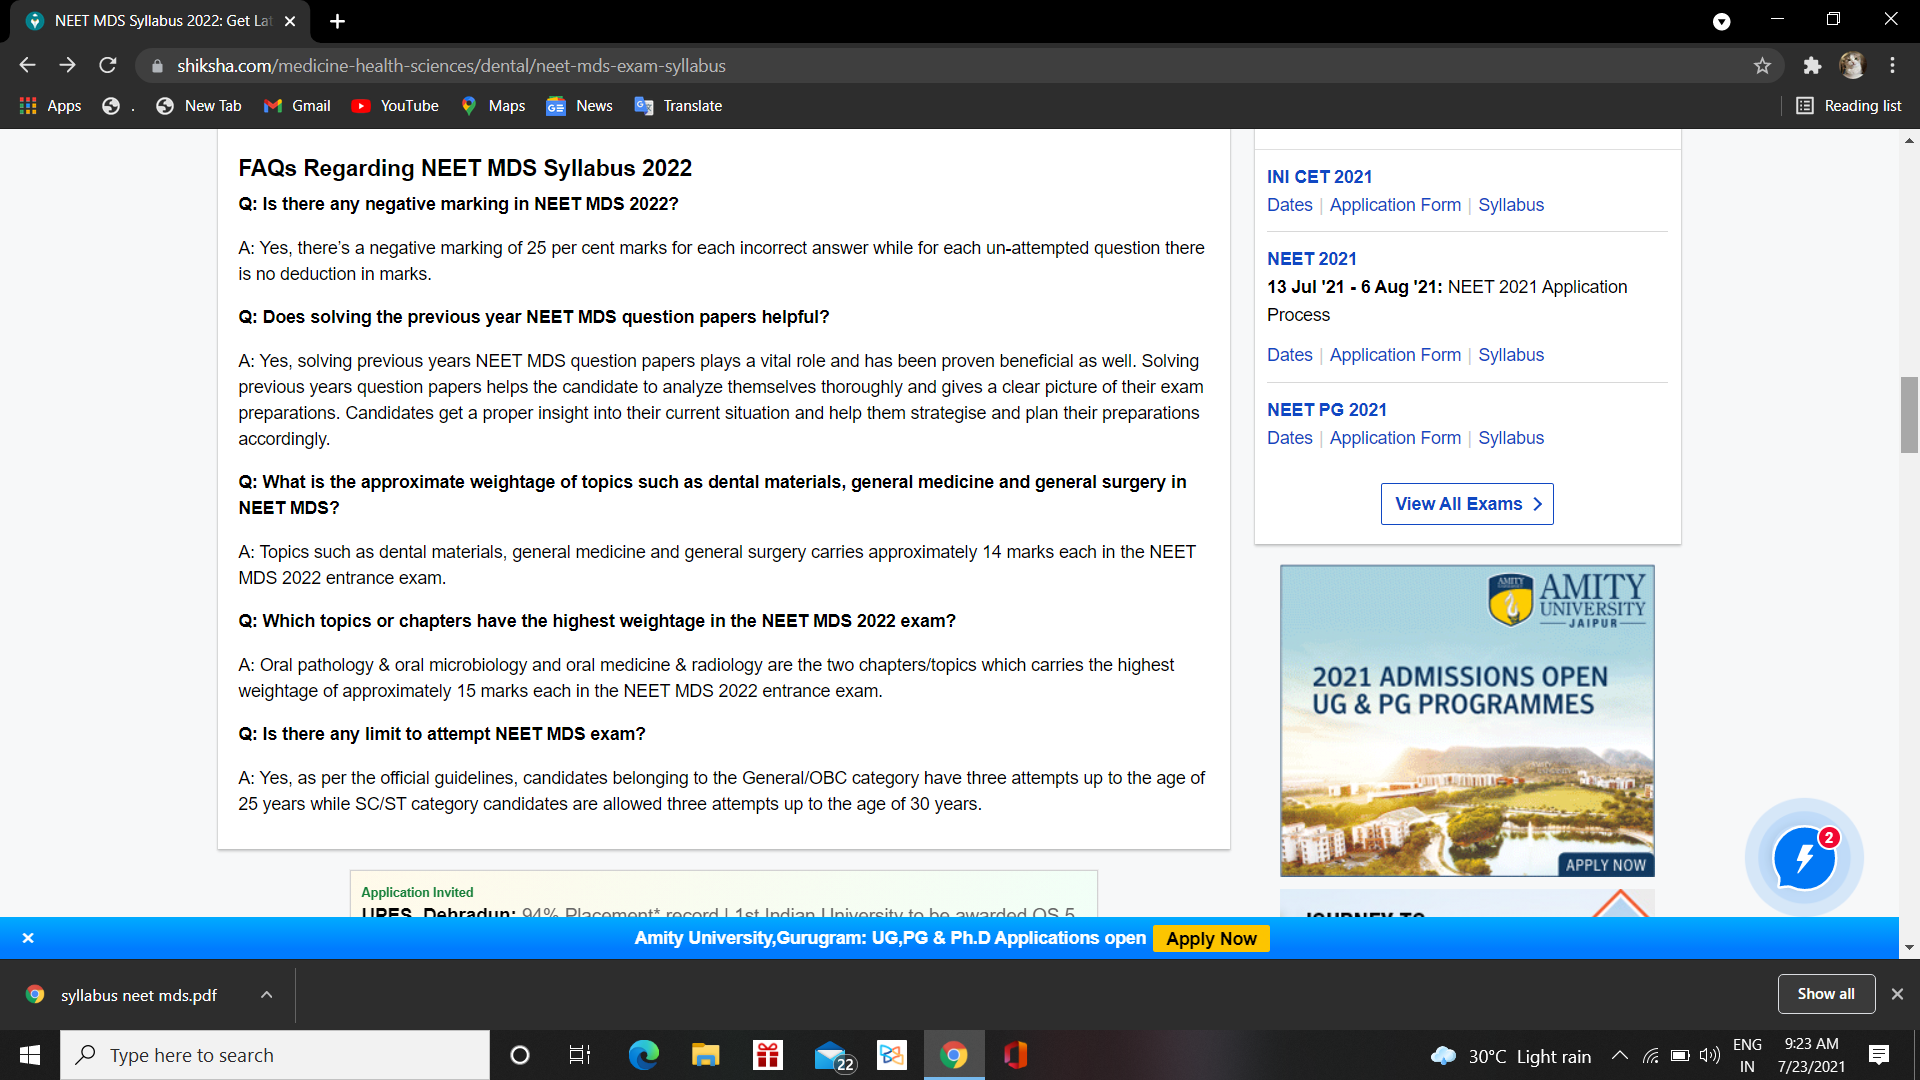 NEET MDS Syllabus 2022: Get Lat
shiksha.com/medicine-health-sciences/dental/neet-mds-exam-syllabus
Apps . New Tab Gmail YouTube Maps News Translate Reading list
FAQs Regarding NEET MDS Syllabus 2022
Q: Is there any negative marking in NEET MDS 2022?
A: Yes, there's a negative marking of 25 per cent marks for each incorrect answer while for each un-attempted question there
is no deduction in marks.
Q: Does solving the previous year NEET MDS question papers helpful?
A: Yes, solving previous years NEET MDS question papers plays a vital role and has been proven beneficial as well. Solving
previous years question papers helps the candidate to analyze themselves thoroughly and gives a clear picture of their exam
preparations. Candidates get a proper insight into their current situation and help them strategise and plan their preparations
accordingly.
Q: What is the approximate weightage of topics such as dental materials, general medicine and general surgery in
NEET MDS?
A: Topics such as dental materials, general medicine and general surgery carries approximately 14 marks each in the NEET
MDS 2022 entrance exam.
Q: Which topics or chapters have the highest weightage in the NEET MDS 2022 exam?
A: Oral pathology & oral microbiology and oral medicine & radiology are the two chapters/topics which carries the highest
weightage of approximately 15 marks each in the NEET MDS 2022 entrance exam.
Q: Is there any limit to attempt NEET MDS exam?
A: Yes, as per the official guidelines, candidates belonging to the General/OBC category have three attempts up to the age of
25 years while SC/ST category candidates are allowed three attempts up to the age of 30 years.
Application Invited
UPES, Dehradun: 94% Placement* record | 1st Indian University to be awarded QS 5
INI CET 2021
Dates | Application Form | Syllabus
NEET 2021
13 Jul '21 - 6 Aug '21: NEET 2021 Application
Process
Dates | Application Form | Syllabus
NEET PG 2021
Dates | Application Form | Syllabus
View All Exams
AMITY
AMITY
UNIVERSITY
JAIPUR
2021 ADMISSIONS OPEN
UG & PG PROGRAMMES
APPLY NOW
JOURNEY TO
2
Amity University,Gurugram: UG,PG & Ph.D Applications open Apply Now
syllabus neet mds.pdf
Show all
Type here to search
22
30°C Light rain
ENG
IN
9:23 AM
7/23/2021